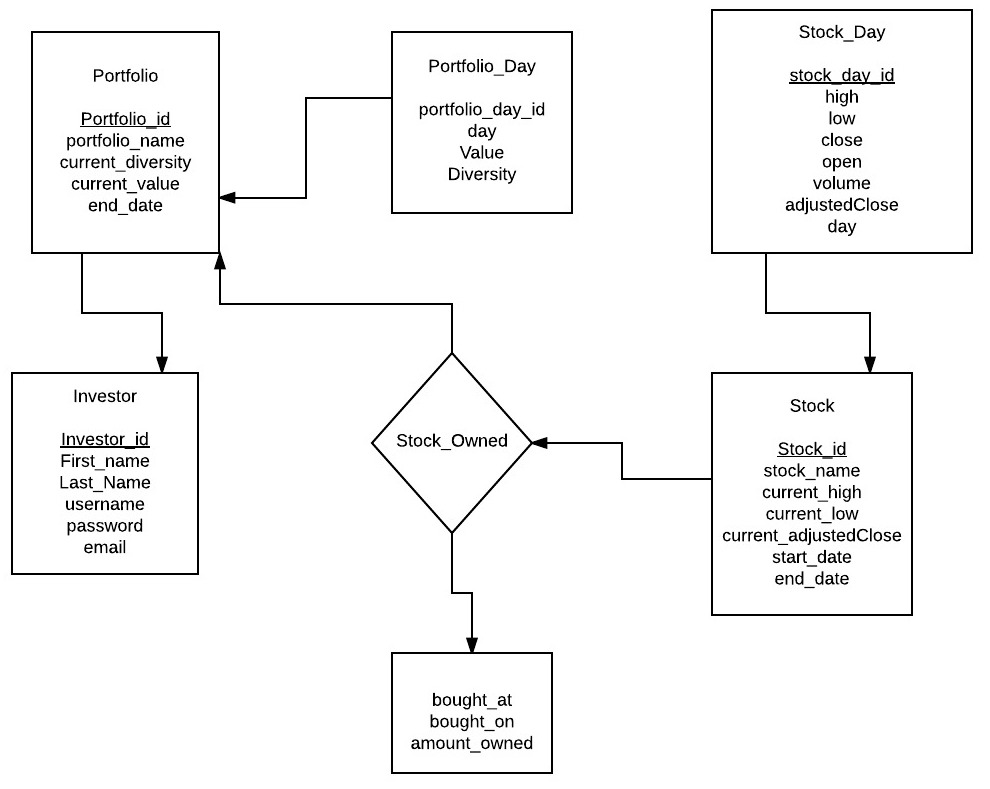 Portfolio
Portfolio_id
portfolio_name
current_diversity
current_value
end_date
Portfolio_Day
portfolio_day_id
day
Value
Diversity
Stock_Day
stock_day_id
high
low
close
open
volume
adjustedClose
day
Investor
Investor_id
First_name
Last_Name
username
password
email
Stock_Owned
Stock
Stock_id
stock_name
current_high
current_low
current_adjustedClose
start_date
end_date
bought_at
bought_on
amount_owned